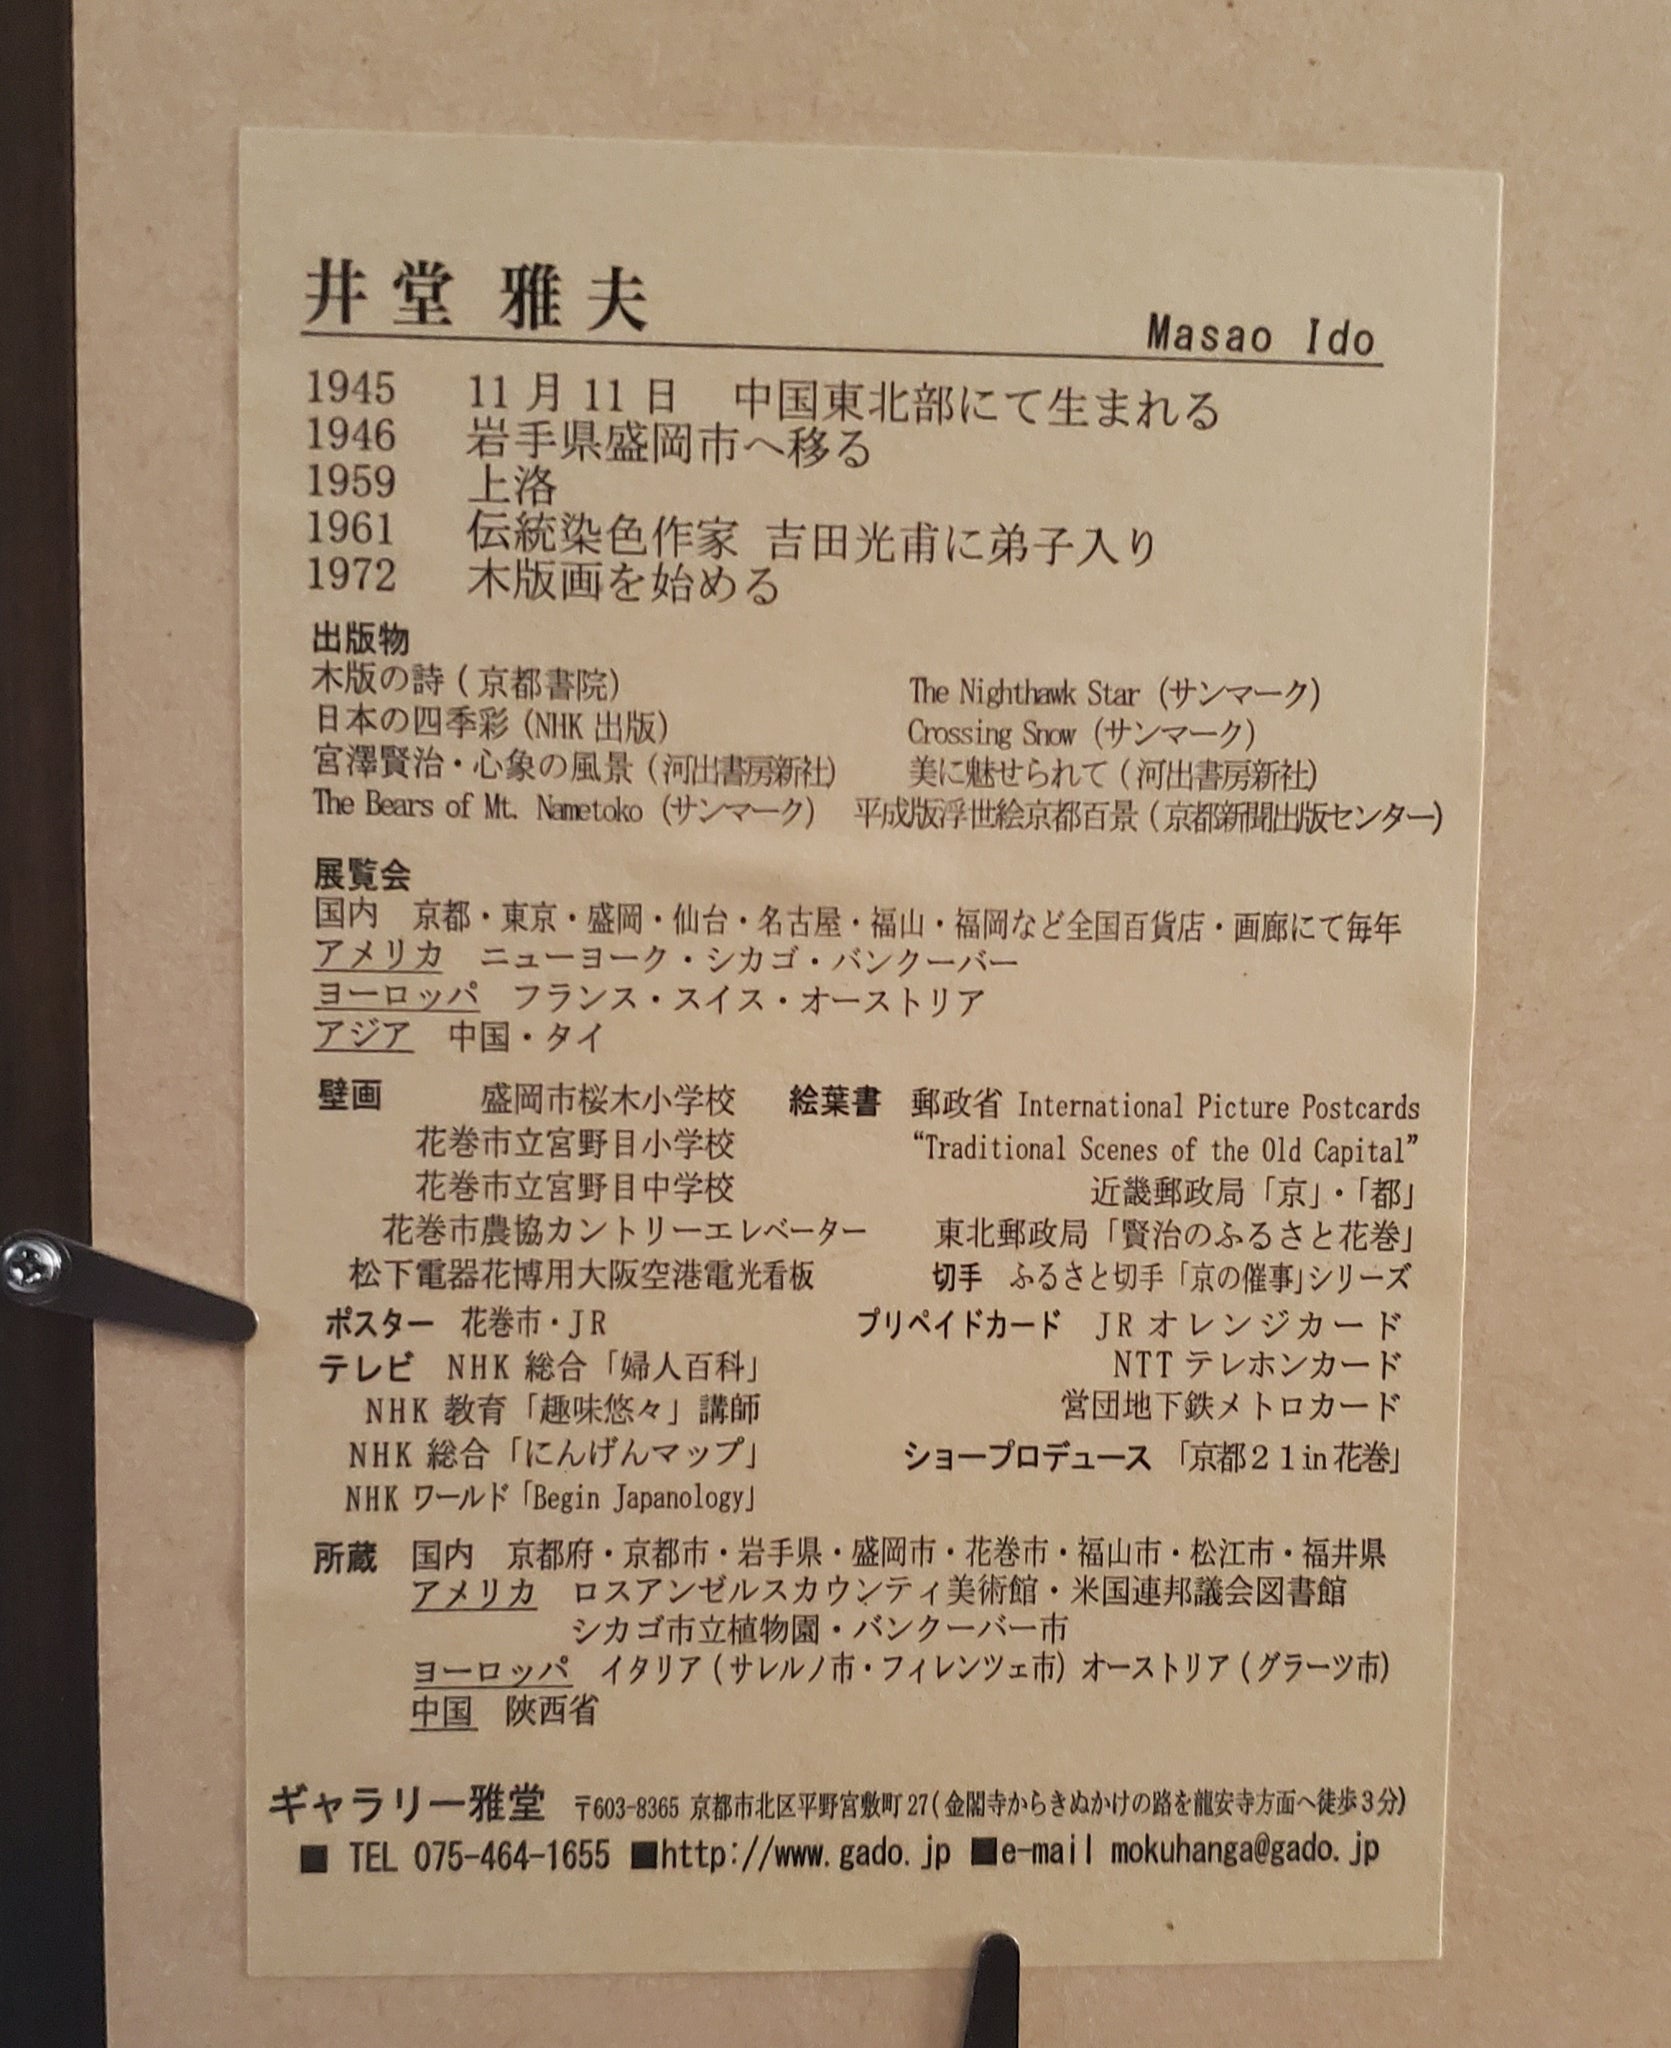 井堂 雅夫
Masao Ido
1945 11月11日 中国東北部にて生まれる
1946 岩手県盛岡市へ移る
1959 上洛
1961 伝統染色作家 吉田光甫に弟子入り
1972 木版画を始める
出版物
木版の詩(京都書院) The Nighthawk Star (サンマーク)
日本の四季彩(NHK出版) Crossing Snow (サンマーク)
宮澤賢治・心象の風景(河出書房新社) 美に魅せられて(河出書房新社)
The Bears of Mt. Nametoko (サンマーク) 平成版浮世絵京都百景(京都新聞出版センター)
展覧会
国内 京都・東京・盛岡・仙台・名古屋・福山・福岡など全国百貨店・画廊にて毎年
アメリカ ニューヨーク・シカゴ・バンクーバー
ヨーロッパ フランス・スイス・オーストリア
アジア 中国・タイ
壁画 盛岡市桜木小学校 絵葉書 郵政省 International Picture Postcards
花巻市立宮野目小学校 “Traditional Scenes of the Old Capital”
花巻市立宮野目中学校 近畿郵政局「京」・「都」
花巻市農協カントリーエレベーター 東北郵政局「賢治のふるさと花巻」
松下電器花博用大阪空港電光看板 切手 ふるさと切手「京の催事」シリーズ
ポスター 花巻市・JR プリペイドカード JRオレンジカード
テレビ NHK 総合「婦人百科」 NTTテレホンカード
NHK 教育「趣味悠々」講師 営団地下鉄メトロカード
NHK 総合「にんげんマップ」 ショープロデュース 「京都21in花巻」
NHK ワールド「Begin Japanology」
所蔵 国内 京都府・京都市・岩手県・盛岡市・花巻市・福山市・松江市・福井県
アメリカ ロスアンゼルスカウンティ美術館・米国連邦議会図書館
シカゴ市立植物園・バンクーバー市
ヨーロッパ イタリア(サレルノ市・フィレンツェ市) オーストリア(グラーツ市)
中国 陝西省
ギャラリー雅堂 〒603-8365 京都市北区平野宮敷町27(金閣寺からきぬかけの路を龍安寺方面へ徒歩3分)
■ TEL 075-464-1655 ■http://www.gado.jp ■e-mail mokuhanga@gado.jp